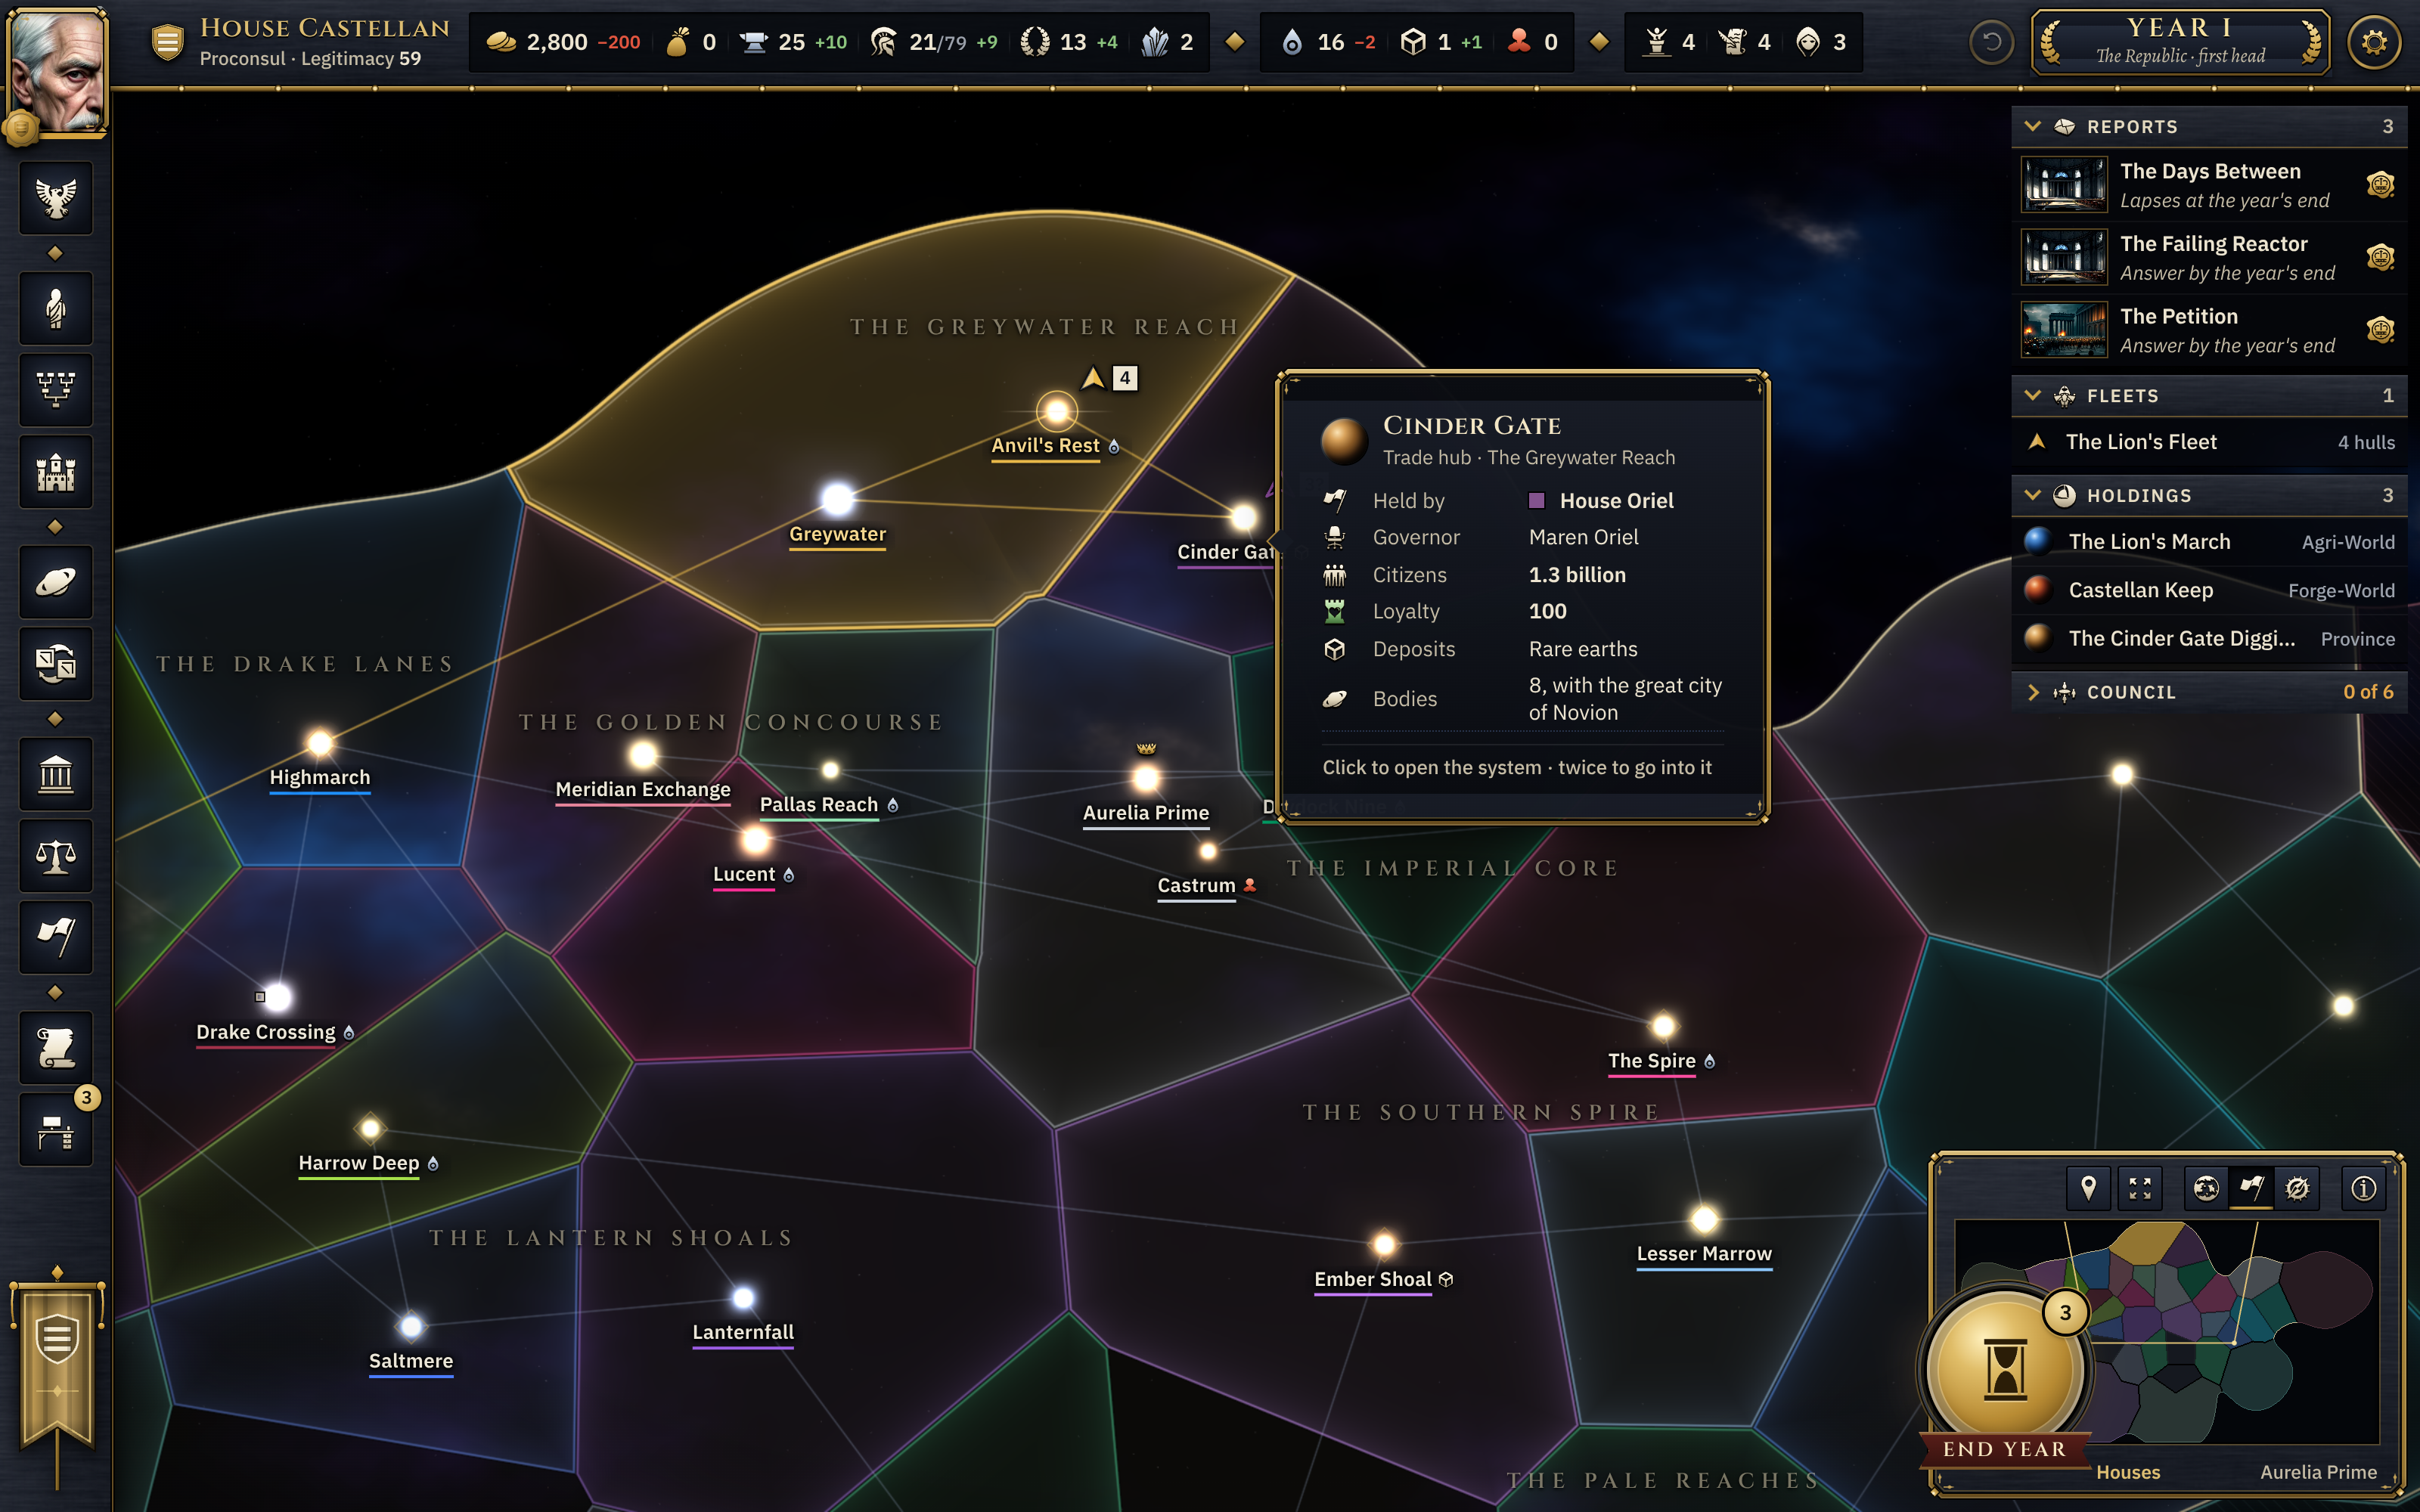 HOUSE CASTELLAN
Proconsul · Legitimacy 59
2,800 −200
0
25 +10
21/79 +9
13 +4
2
16 −2
1 +1
0
4
4
3
YEAR I
The Republic · first head
REPORTS 3
The Days Between
Lapses at the year's end
The Failing Reactor
Answer by the year's end
The Petition
Answer by the year's end
FLEETS 1
The Lion's Fleet 4 hulls
HOLDINGS 3
The Lion's March Agri-World
Castellan Keep Forge-World
The Cinder Gate Diggi... Province
COUNCIL 0 of 6
THE GREYWATER REACH
4
Anvil's Rest
Greywater
Cinder Gat
CINDER GATE
Trade hub · The Greywater Reach
Held by House Oriel
Governor Maren Oriel
Citizens 1.3 billion
Loyalty 100
Deposits Rare earths
Bodies 8, with the great city
of Novion
Click to open the system · twice to go into it
THE DRAKE LANES
Highmarch
THE GOLDEN CONCOURSE
Meridian Exchange
Pallas Reach
Lucent
Aurelia Prime
Castrum
THE IMPERIAL CORE
Drake Crossing
The Spire
THE SOUTHERN SPIRE
3
Harrow Deep
THE LANTERN SHOALS
Lesser Marrow
Ember Shoal
Lanternfall
Saltmere
THE PALE REACHES
3
END YEAR
Houses
Aurelia Prime